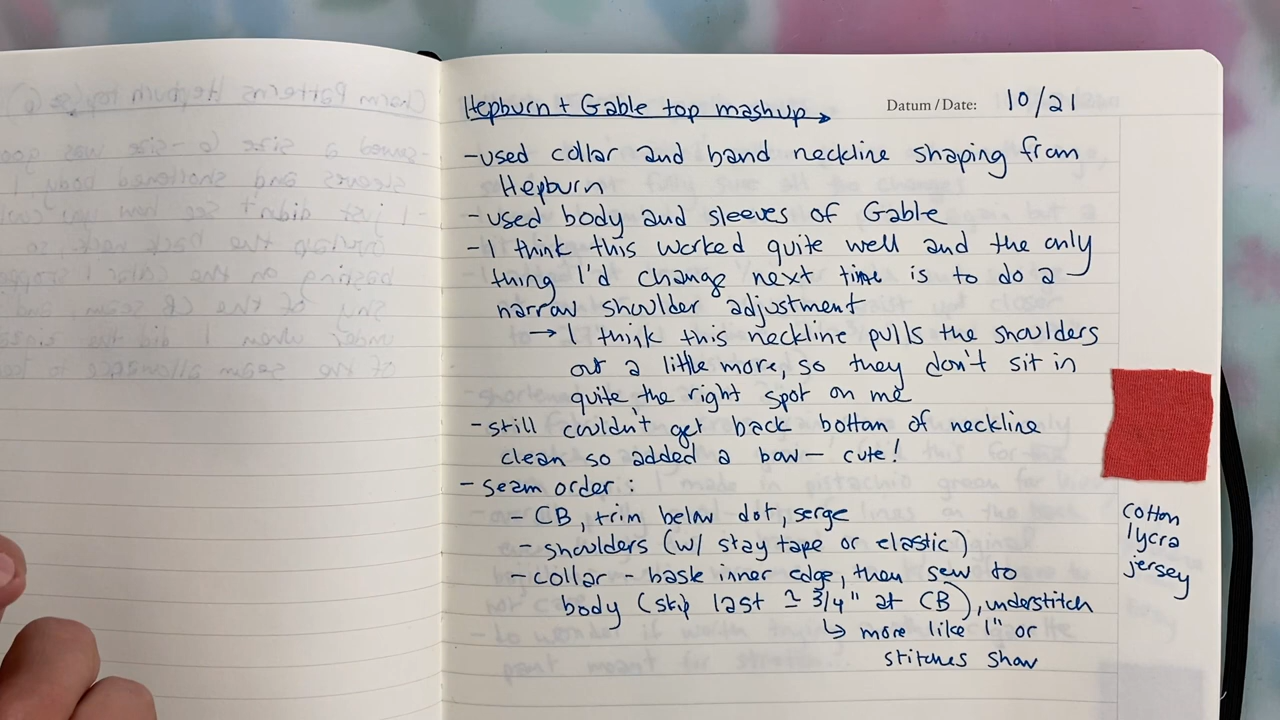 Hepburn + Gable top mashup →
Datum / Date: 10/21
- used collar and band neckline shaping from
Hepburn
- used body and sleeves of Gable
- I think this worked quite well and the only
thing I'd change next time is to do a
narrow shoulder adjustment
→ I think this neckline pulls the shoulders
out a little more, so they don't sit in
quite the right spot on me
- still couldn't get back bottom of neckline
clean so added a bow - cute!
- seam order:
- CB, trim below dot, serge
- shoulders (w/ stay tape or elastic)
- collar - bask inner edge, then sew to
body (skip last ≃ 3/4" at CB), understitch
↳ more like 1" or
stitches show
cotton
lycra
jersey